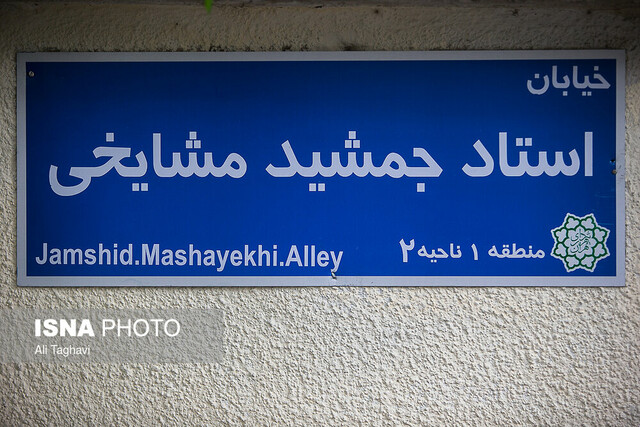 خیابان
استاد جمشید مشایخی
منطقه ۱ ناحیه ۲
Jamshid.Mashayekhi.Alley
ISNA PHOTO
Ali Taghavi